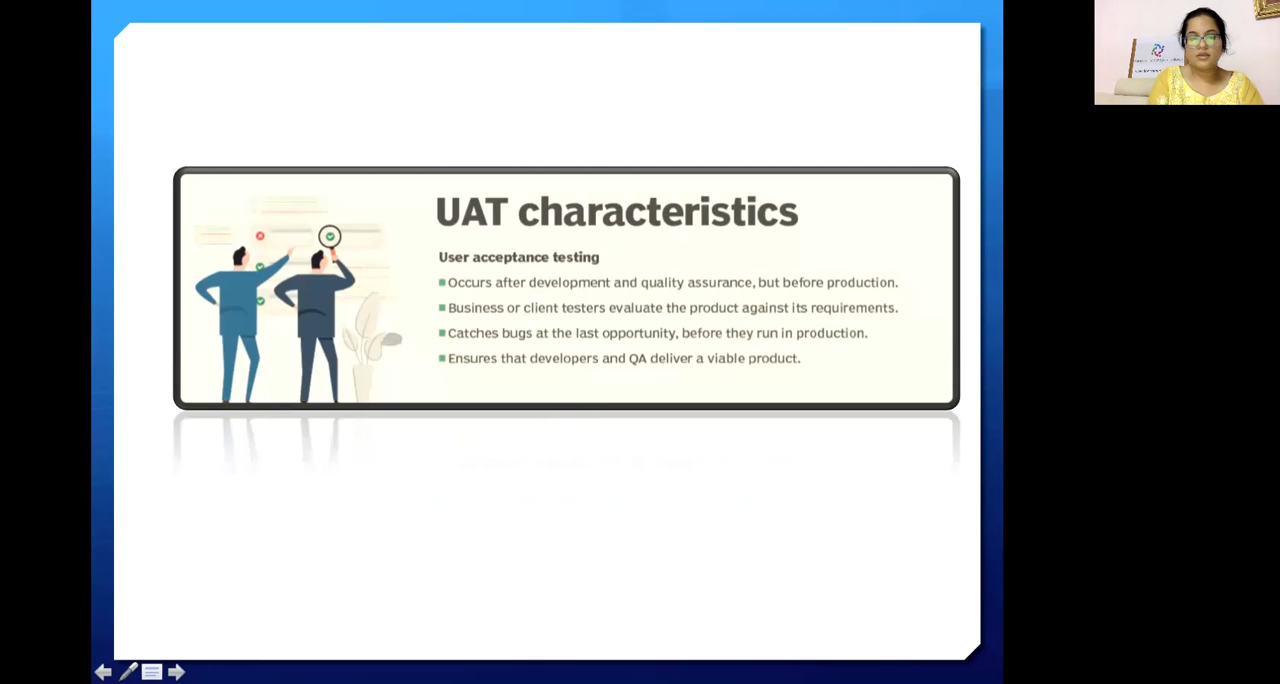 UAT characteristics
User acceptance testing
Occurs after development and quality assurance, but before production.
Business or client testers evaluate the product against its requirements.
Catches bugs at the last opportunity, before they run in production.
Ensures that developers and QA deliver a viable product.